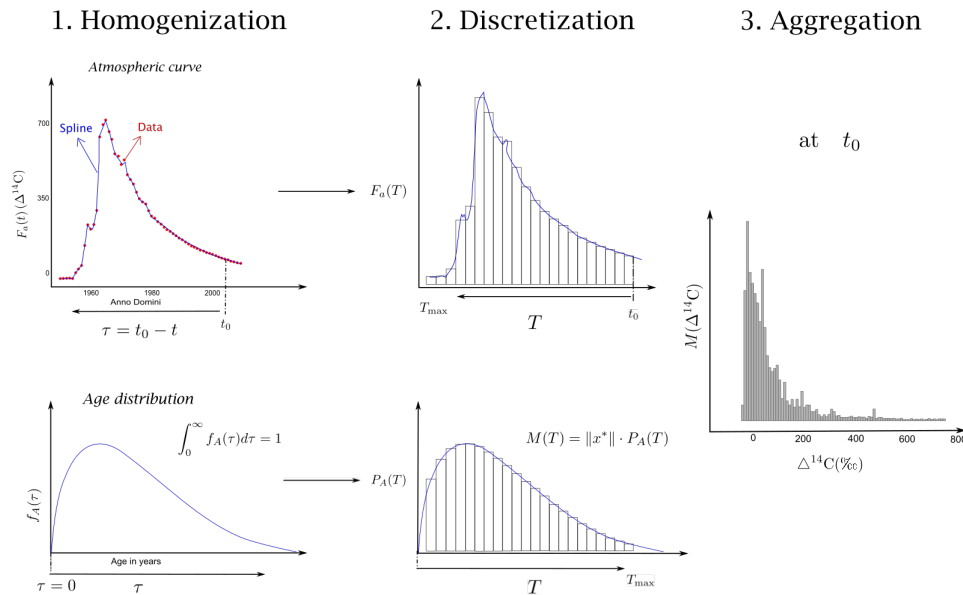 1. Homogenization
2. Discretization
3. Aggregation
Atmospheric curve
F_a(t) (Δ¹⁴C)
700
350
0
Spline
Data
1960
1980
2000
Anno Domini
τ = t₀ − t
t₀
F_a(T)
T_max
T
t₀
at t₀
M(Δ¹⁴C)
0
200
400
600
800
△¹⁴C(‰)
Age distribution
∫₀^∞ f_A(τ)dτ = 1
f_A(τ)
Age in years
τ = 0
τ
P_A(T)
M(T) = ‖x*‖ · P_A(T)
T
T_max